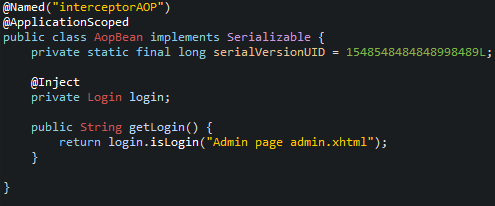 @Named("interceptorAOP")
@ApplicationScoped
public class AopBean implements Serializable {
    private static final long serialVersionUID = 1548548484848998489L;

    @Inject
    private Login login;

    public String getLogin() {
        return login.isLogin("Admin page admin.xhtml");
    }

}